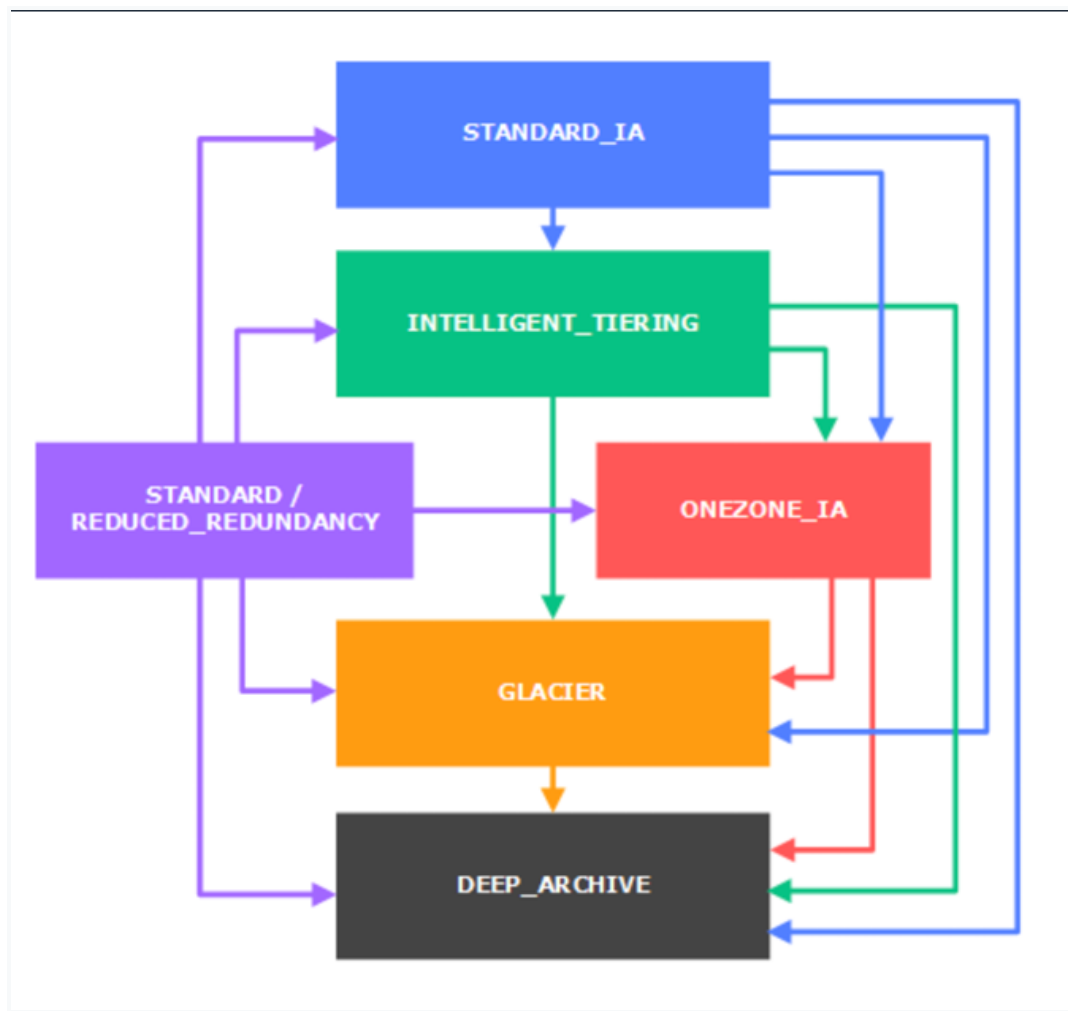 STANDARD_IA
INTELLIGENT_TIERING
STANDARD /
REDUCED_REDUNDANCY
ONEZONE_IA
GLACIER
DEEP_ARCHIVE